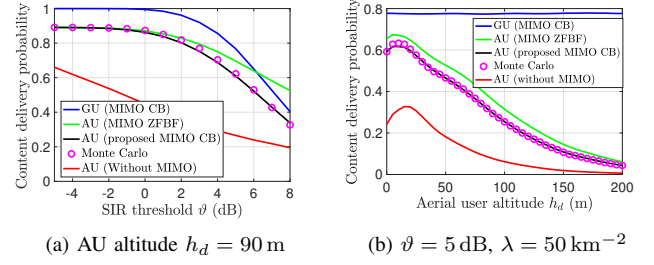 Content delivery probability
1
0.8
0.6
0.4
0.2
0
GU (MIMO CB)
AU (MIMO ZFBF)
AU (proposed MIMO CB)
Monte Carlo
AU (Without MIMO)
-4 -2 0 2 4 6 8
SIR threshold ϑ (dB)
(a) AU altitude h_d = 90 m
Content delivery probability
0.8
0.6
0.4
0.2
0
GU (MIMO CB)
AU (MIMO ZFBF)
AU (proposed MIMO CB)
Monte Carlo
AU (without MIMO)
0 50 100 150 200
Aerial user altitude h_d (m)
(b) ϑ = 5 dB, λ = 50 km⁻²